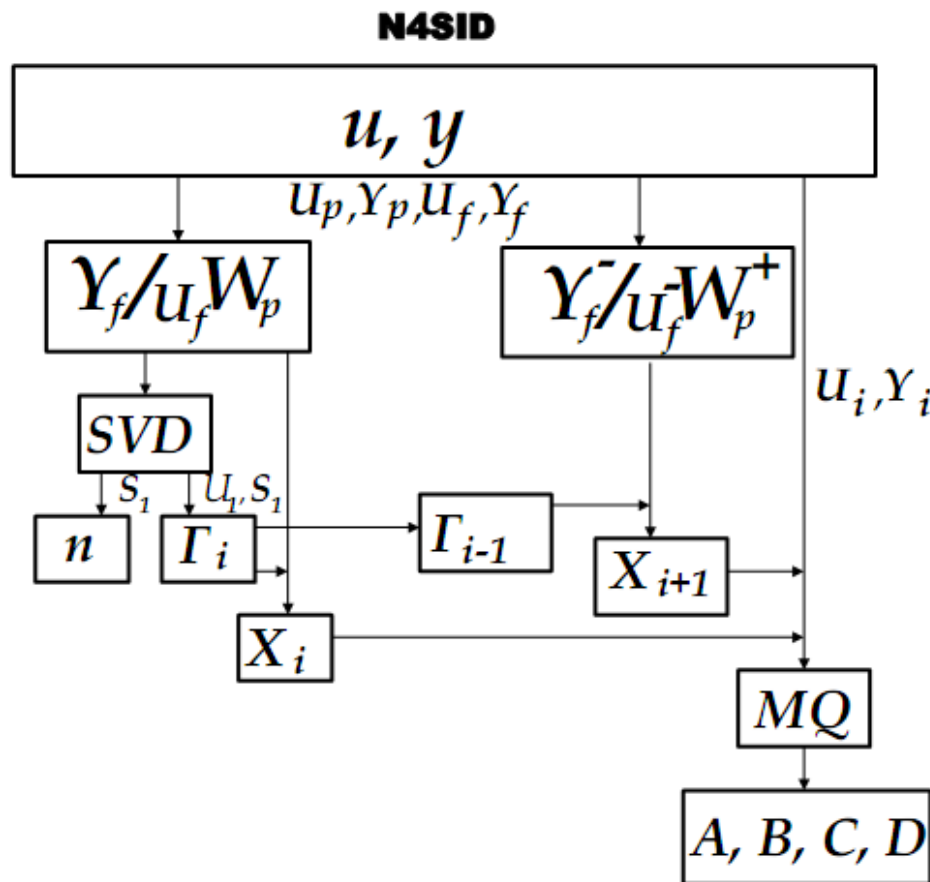 N4SID
u, y
Up,Yp,Uf,Yf
Yf/UfWp
Yf⁻/Uf⁻Wp⁺
Ui,Yi
SVD
S1
U1,S1
n
Γi
Γi-1
Xi+1
Xi
MQ
A, B, C, D